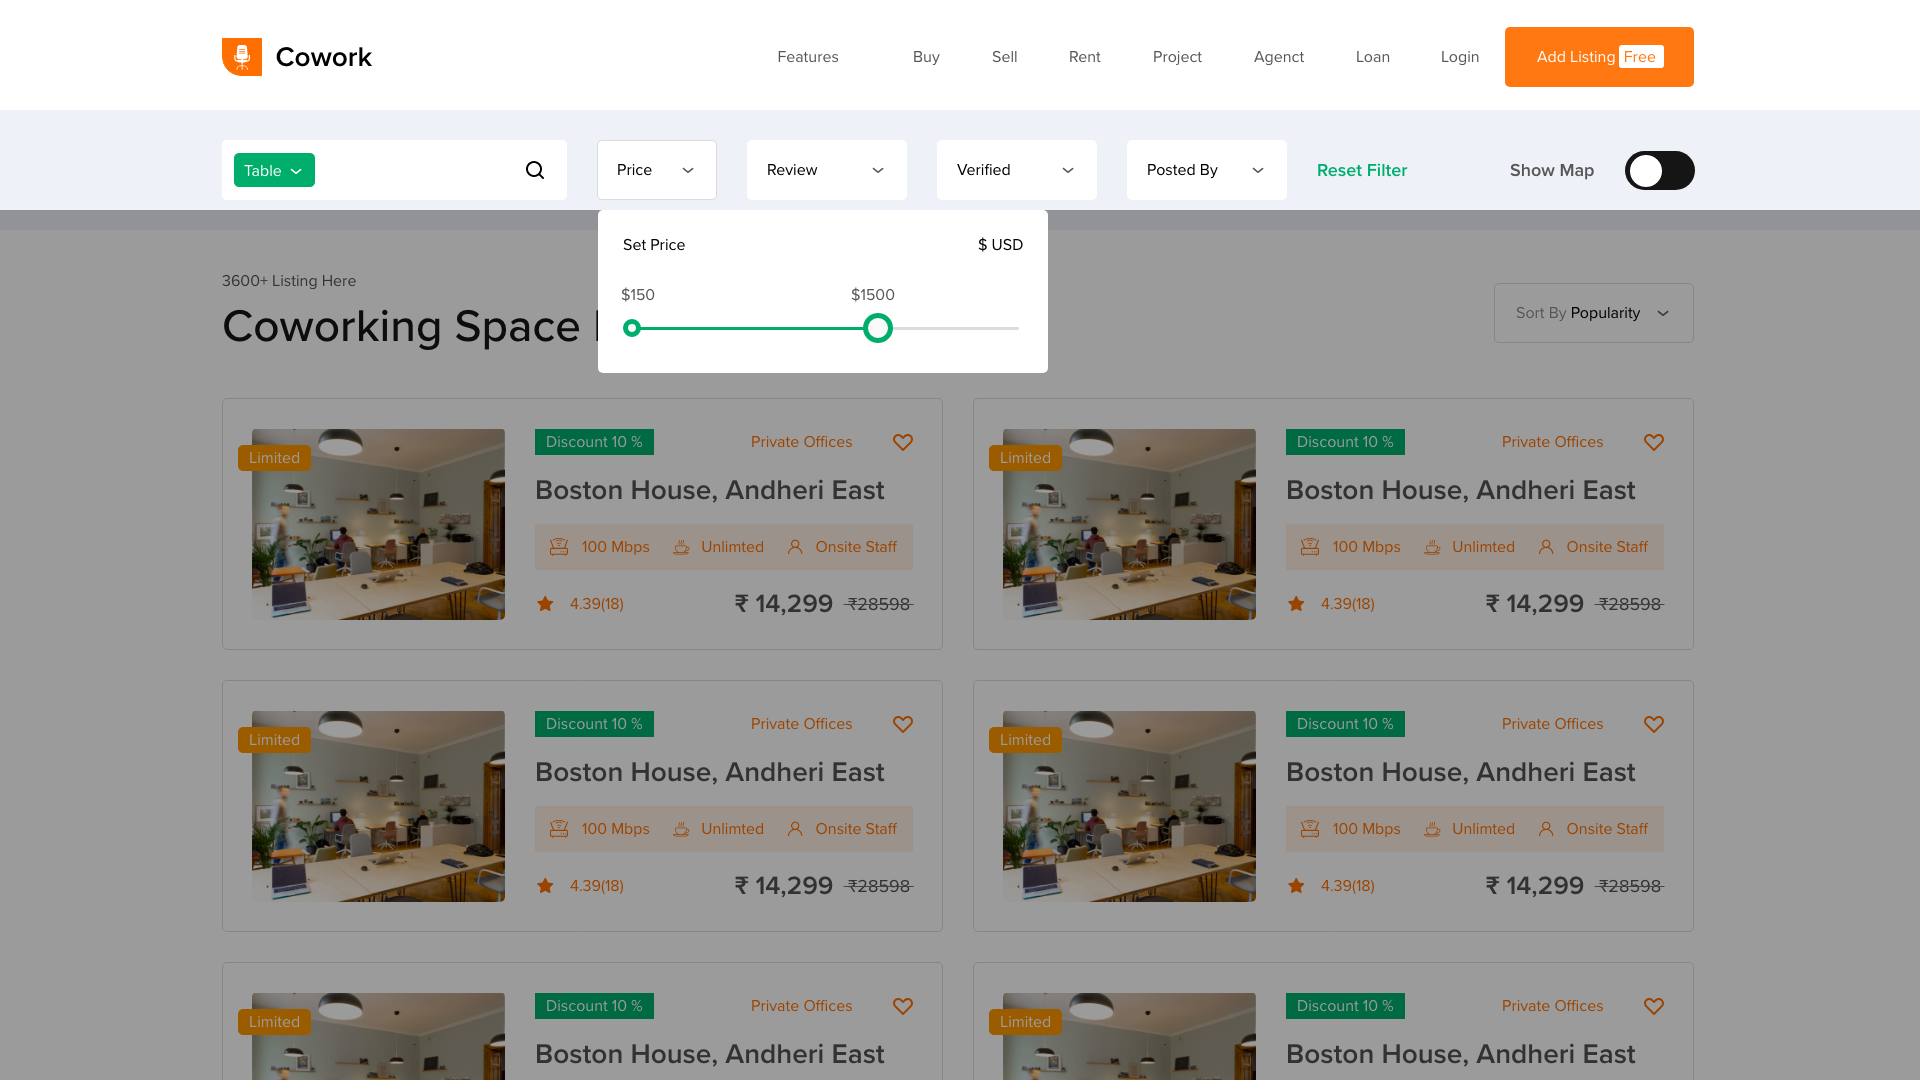 Cowork
Features Buy Sell Rent Project Agenct Loan Login Add Listing Free
Table Price Review Verified Posted By Reset Filter Show Map
Set Price $ USD
$150 $1500
3600+ Listing Here
Coworking Space
Sort By Popularity
Limited
Discount 10 % Private Offices
Boston House, Andheri East
100 Mbps Unlimted Onsite Staff
4.39(18) ₹ 14,299 ₹28598
Limited
Discount 10 % Private Offices
Boston House, Andheri East
100 Mbps Unlimted Onsite Staff
4.39(18) ₹ 14,299 ₹28598
Limited
Discount 10 % Private Offices
Boston House, Andheri East
100 Mbps Unlimted Onsite Staff
4.39(18) ₹ 14,299 ₹28598
Limited
Discount 10 % Private Offices
Boston House, Andheri East
100 Mbps Unlimted Onsite Staff
4.39(18) ₹ 14,299 ₹28598
Limited
Discount 10 % Private Offices
Boston House, Andheri East
Limited
Discount 10 % Private Offices
Boston House, Andheri East